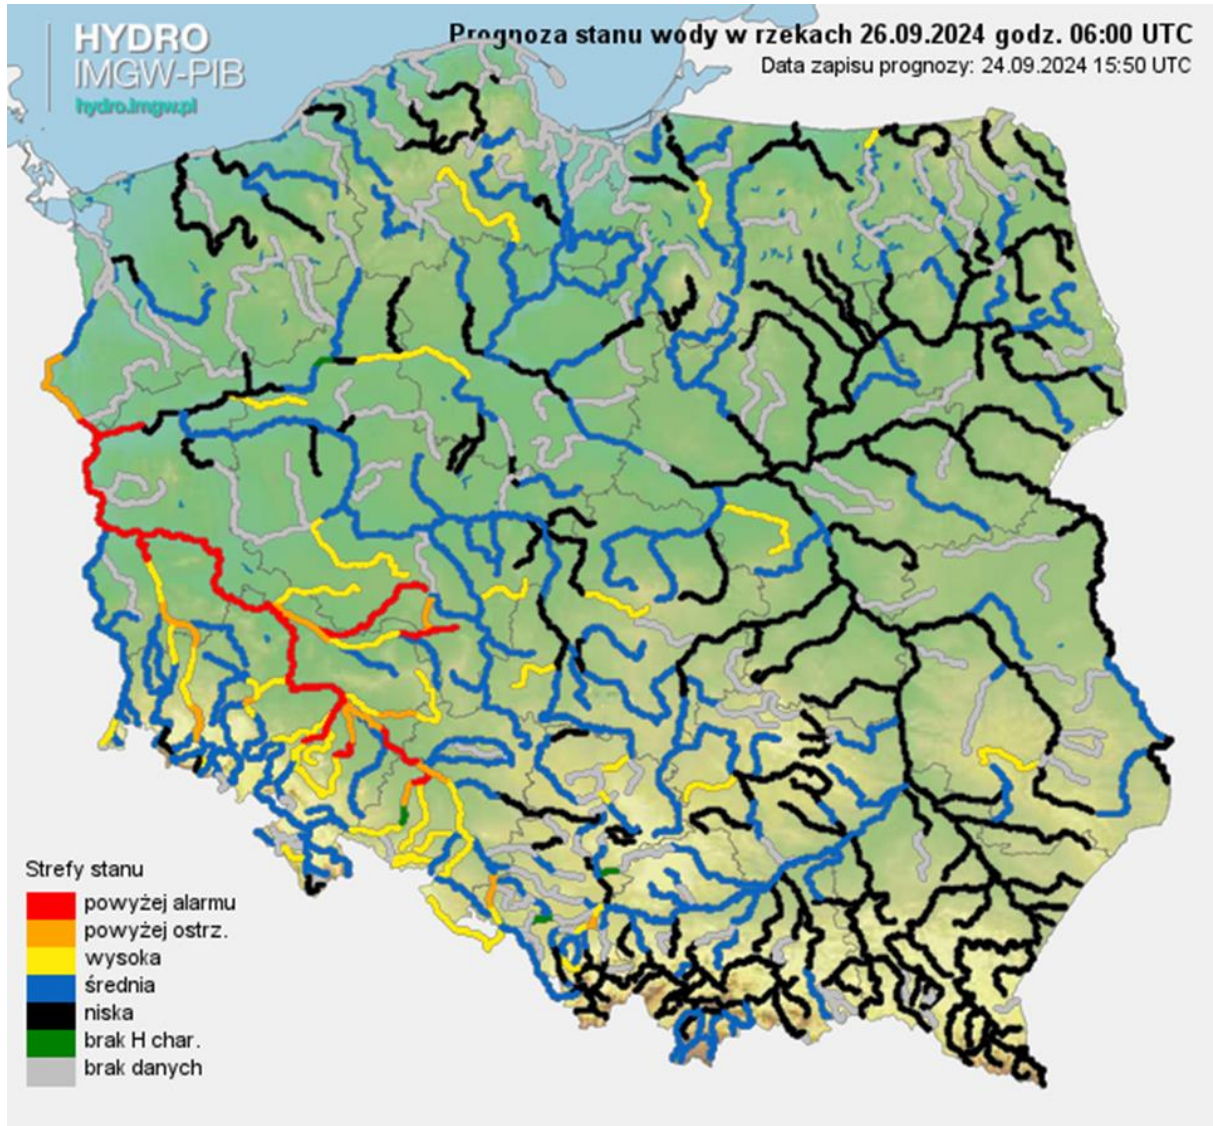 HYDRO
IMGW-PIB
hydro.imgw.pl
Prognoza stanu wody w rzekach 26.09.2024 godz. 06:00 UTC
Data zapisu prognozy: 24.09.2024 15:50 UTC
Strefy stanu
powyżej alarmu
powyżej ostrz.
wysoka
średnia
niska
brak H char.
brak danych